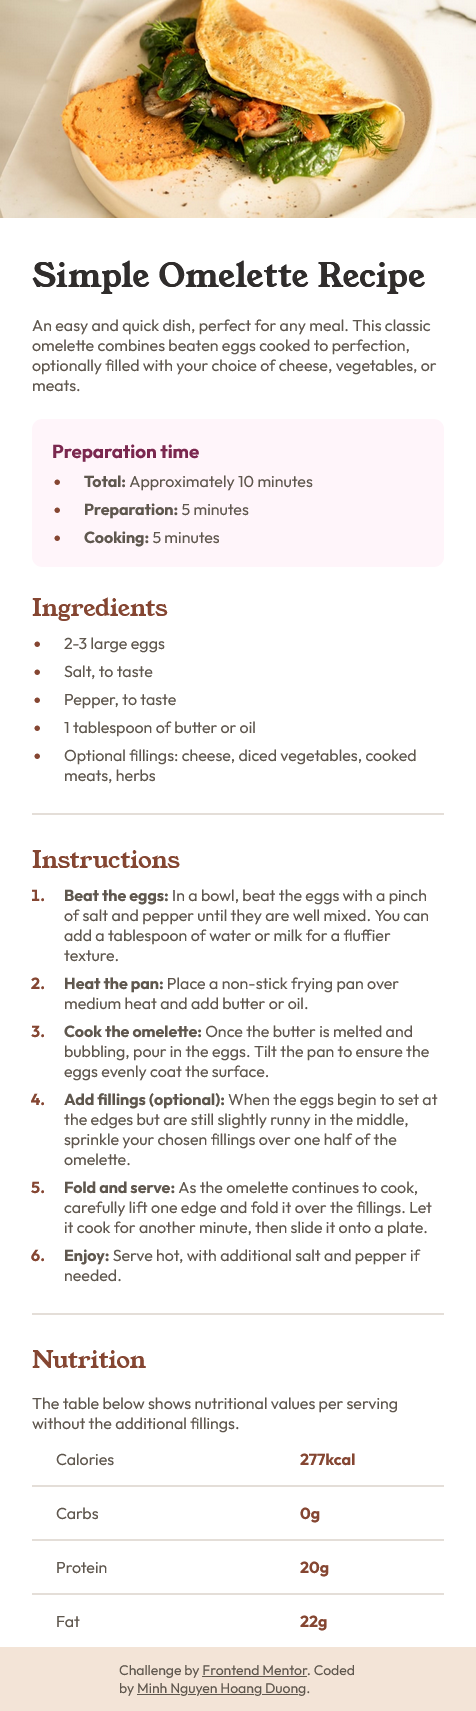 Simple Omelette Recipe
An easy and quick dish, perfect for any meal. This classic
omelette combines beaten eggs cooked to perfection,
optionally filled with your choice of cheese, vegetables, or
meats.
Preparation time
• Total: Approximately 10 minutes
• Preparation: 5 minutes
• Cooking: 5 minutes
Ingredients
• 2-3 large eggs
• Salt, to taste
• Pepper, to taste
• 1 tablespoon of butter or oil
• Optional fillings: cheese, diced vegetables, cooked
meats, herbs
Instructions
1. Beat the eggs: In a bowl, beat the eggs with a pinch
of salt and pepper until they are well mixed. You can
add a tablespoon of water or milk for a fluffier
texture.
2. Heat the pan: Place a non-stick frying pan over
medium heat and add butter or oil.
3. Cook the omelette: Once the butter is melted and
bubbling, pour in the eggs. Tilt the pan to ensure the
eggs evenly coat the surface.
4. Add fillings (optional): When the eggs begin to set at
the edges but are still slightly runny in the middle,
sprinkle your chosen fillings over one half of the
omelette.
5. Fold and serve: As the omelette continues to cook,
carefully lift one edge and fold it over the fillings. Let
it cook for another minute, then slide it onto a plate.
6. Enjoy: Serve hot, with additional salt and pepper if
needed.
Nutrition
The table below shows nutritional values per serving
without the additional fillings.
Calories 277kcal
Carbs 0g
Protein 20g
Fat 22g
Challenge by Frontend Mentor. Coded
by Minh Nguyen Hoang Duong.